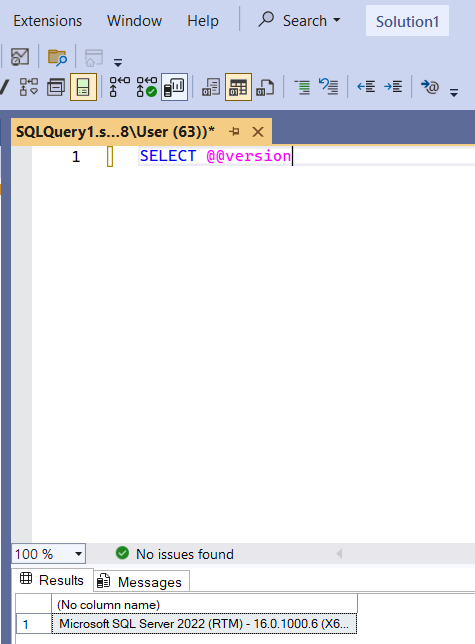 Extensions Window Help Search Solution1
SQLQuery1.s...8\User (63))*
1 SELECT @@version
100 % No issues found
Results Messages
(No column name)
1 Microsoft SQL Server 2022 (RTM) - 16.0.1000.6 (X6...